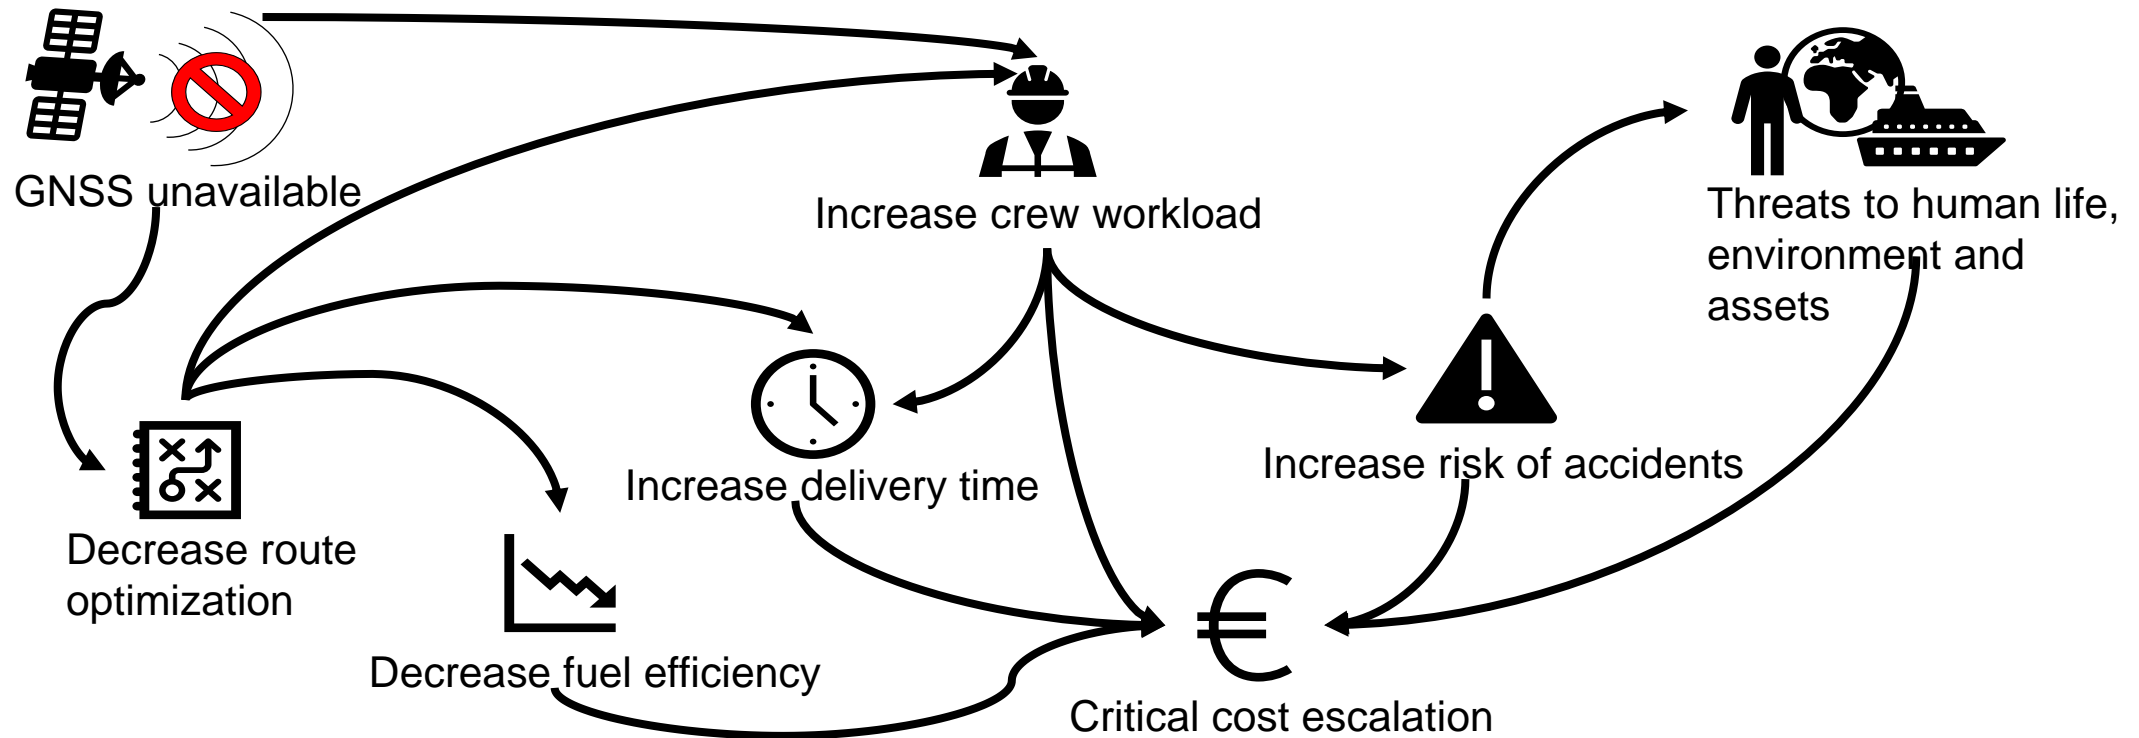 GNSS unavailable
Increase crew workload
Threats to human life,
environment and
assets
Increase risk of accidents
Increase delivery time
Decrease route
optimization
Decrease fuel efficiency
€
Critical cost escalation